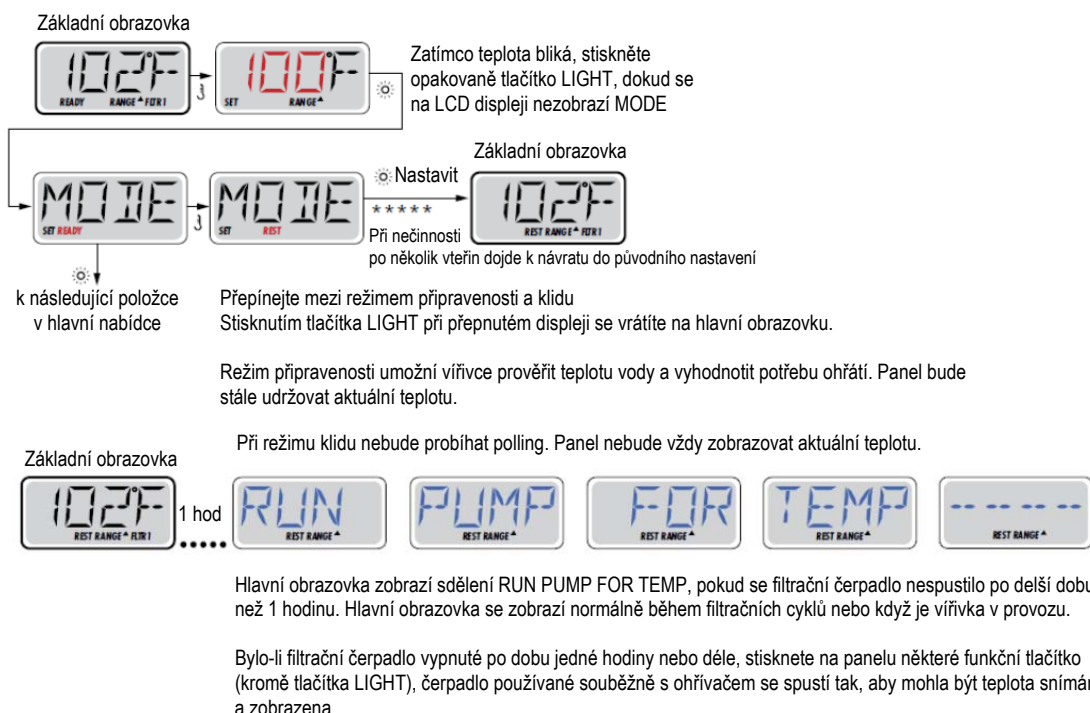 Základní obrazovka
102°F
READY RANGE FLTR1
100°F
SET RANGE
Zatímco teplota bliká, stiskněte
opakovaně tlačítko LIGHT, dokud se
na LCD displeji nezobrazí MODE
Základní obrazovka
MODE
SET READY
MODE
SET REST
Nastavit
*****
Při nečinnosti
po několik vteřin dojde k návratu do původního nastavení
102°F
REST RANGE FLTR1
k následující položce
v hlavní nabídce
Přepínejte mezi režimem připravenosti a klidu
Stisknutím tlačítka LIGHT při přepnutém displeji se vrátíte na hlavní obrazovku.
Režim připravenosti umožní vířivce prověřit teplotu vody a vyhodnotit potřebu ohřátí. Panel bude
stále udržovat aktuální teplotu.
Při režimu klidu nebude probíhat polling. Panel nebude vždy zobrazovat aktuální teplotu.
Základní obrazovka
102°F
REST RANGE FLTR1
1 hod
RUN
REST RANGE
PUMP
REST RANGE
FOR
REST RANGE
TEMP
REST RANGE
-- -- -- --
REST RANGE
Hlavní obrazovka zobrazí sdělení RUN PUMP FOR TEMP, pokud se filtrační čerpadlo nespustilo po delší dobu
než 1 hodinu. Hlavní obrazovka se zobrazí normálně během filtračních cyklů nebo když je vířivka v provozu.
Bylo-li filtrační čerpadlo vypnuté po dobu jedné hodiny nebo déle, stisknete na panelu některé funkční tlačítko
(kromě tlačítka LIGHT), čerpadlo používané souběžně s ohřívačem se spustí tak, aby mohla být teplota snímán
a zobrazena